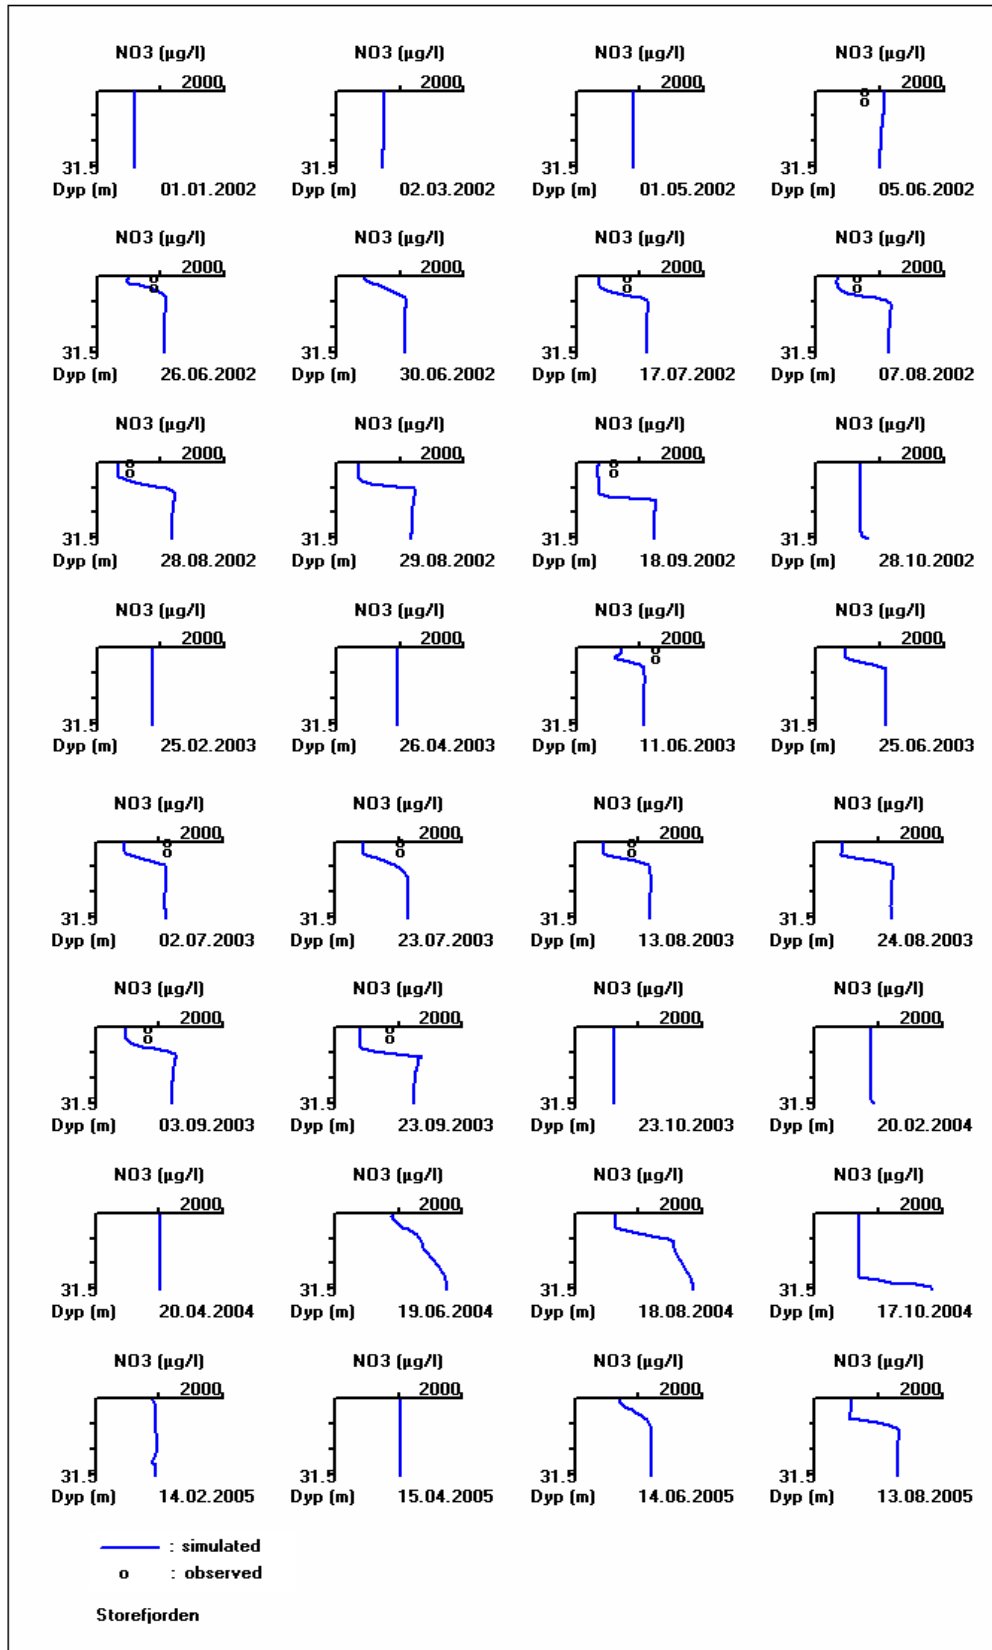 NO3 (µg/l) NO3 (µg/l) NO3 (µg/l) NO3 (µg/l)
2000 2000 2000 2000
31.5 31.5 31.5 31.5
Dyp (m) 01.01.2002 Dyp (m) 02.03.2002 Dyp (m) 01.05.2002 Dyp (m) 05.06.2002
NO3 (µg/l) NO3 (µg/l) NO3 (µg/l) NO3 (µg/l)
2000 2000 2000 2000
31.5 31.5 31.5 31.5
Dyp (m) 26.06.2002 Dyp (m) 30.06.2002 Dyp (m) 17.07.2002 Dyp (m) 07.08.2002
NO3 (µg/l) NO3 (µg/l) NO3 (µg/l) NO3 (µg/l)
2000 2000 2000 2000
31.5 31.5 31.5 31.5
Dyp (m) 28.08.2002 Dyp (m) 29.08.2002 Dyp (m) 18.09.2002 Dyp (m) 28.10.2002
NO3 (µg/l) NO3 (µg/l) NO3 (µg/l) NO3 (µg/l)
2000 2000 2000 2000
31.5 31.5 31.5 31.5
Dyp (m) 25.02.2003 Dyp (m) 26.04.2003 Dyp (m) 11.06.2003 Dyp (m) 25.06.2003
NO3 (µg/l) NO3 (µg/l) NO3 (µg/l) NO3 (µg/l)
2000 2000 2000 2000
31.5 31.5 31.5 31.5
Dyp (m) 02.07.2003 Dyp (m) 23.07.2003 Dyp (m) 13.08.2003 Dyp (m) 24.08.2003
NO3 (µg/l) NO3 (µg/l) NO3 (µg/l) NO3 (µg/l)
2000 2000 2000 2000
31.5 31.5 31.5 31.5
Dyp (m) 03.09.2003 Dyp (m) 23.09.2003 Dyp (m) 23.10.2003 Dyp (m) 20.02.2004
NO3 (µg/l) NO3 (µg/l) NO3 (µg/l) NO3 (µg/l)
2000 2000 2000 2000
31.5 31.5 31.5 31.5
Dyp (m) 20.04.2004 Dyp (m) 19.06.2004 Dyp (m) 18.08.2004 Dyp (m) 17.10.2004
NO3 (µg/l) NO3 (µg/l) NO3 (µg/l) NO3 (µg/l)
2000 2000 2000 2000
31.5 31.5 31.5 31.5
Dyp (m) 14.02.2005 Dyp (m) 15.04.2005 Dyp (m) 14.06.2005 Dyp (m) 13.08.2005
: simulated
: observed
Storefjorden